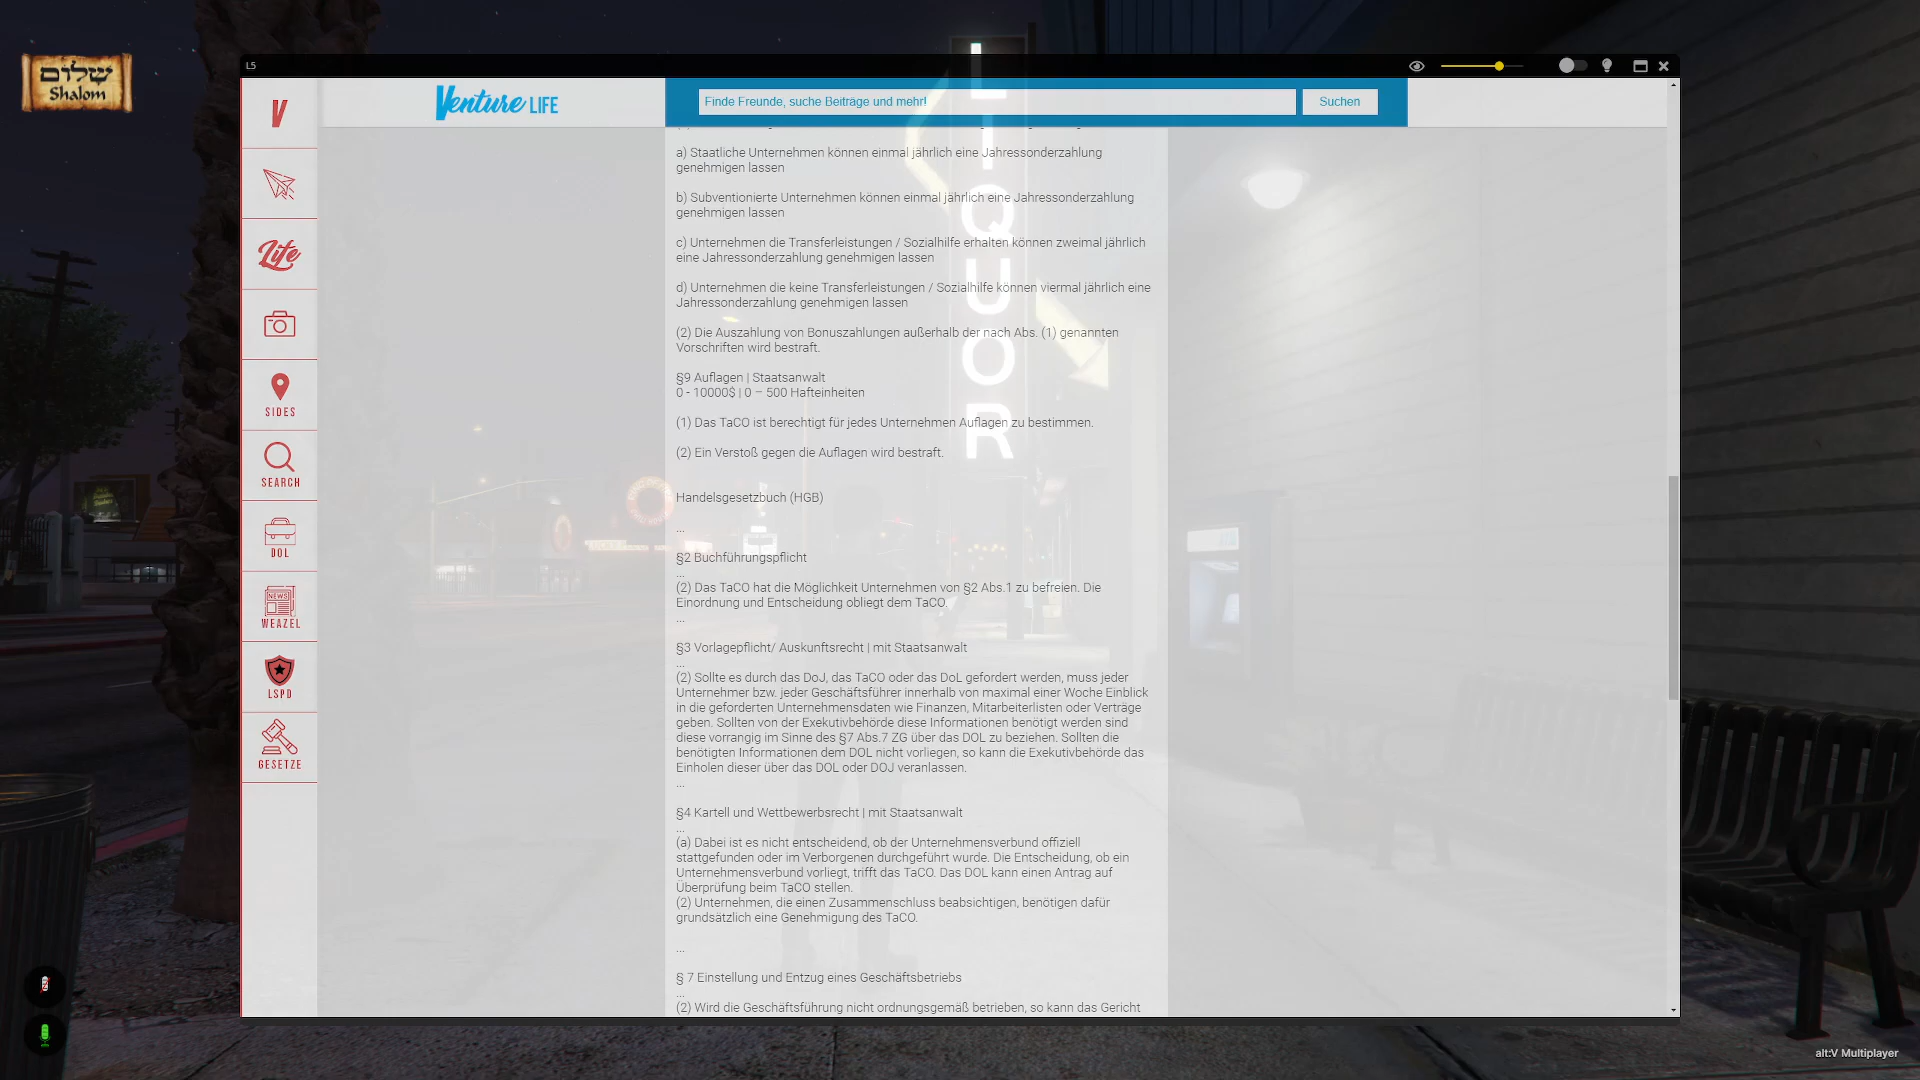 שלום
Shalom
L5
Venture LIFE
Finde Freunde, suche Beiträge und mehr!
Suchen
V
Life
SIDES
SEARCH
DOL
NEWS
WEAZEL
LSPD
GESETZE
a) Staatliche Unternehmen können einmal jährlich eine Jahressonderzahlung
genehmigen lassen
b) Subventionierte Unternehmen können einmal jährlich eine Jahressonderzahlung
genehmigen lassen
c) Unternehmen die Transferleistungen / Sozialhilfe erhalten können zweimal jährlich
eine Jahressonderzahlung genehmigen lassen
d) Unternehmen die keine Transferleistungen / Sozialhilfe können viermal jährlich eine
Jahressonderzahlung genehmigen lassen
(2) Die Auszahlung von Bonuszahlungen außerhalb der nach Abs. (1) genannten
Vorschriften wird bestraft.
§9 Auflagen | Staatsanwalt
0 - 10000$ | 0 – 500 Hafteinheiten
(1) Das TaCO ist berechtigt für jedes Unternehmen Auflagen zu bestimmen.
(2) Ein Verstoß gegen die Auflagen wird bestraft.
Handelsgesetzbuch (HGB)
...
§2 Buchführungspflicht
...
(2) Das TaCO hat die Möglichkeit Unternehmen von §2 Abs.1 zu befreien. Die
Einordnung und Entscheidung obliegt dem TaCO.
...
§3 Vorlagepflicht/ Auskunftsrecht | mit Staatsanwalt
...
(2) Sollte es durch das DoJ, das TaCO oder das DoL gefordert werden, muss jeder
Unternehmer bzw. jeder Geschäftsführer innerhalb von maximal einer Woche Einblick
in die geforderten Unternehmensdaten wie Finanzen, Mitarbeiterlisten oder Verträge
geben. Sollten von der Exekutivbehörde diese Informationen benötigt werden sind
diese vorrangig im Sinne des §7 Abs.7 ZG über das DOL zu beziehen. Sollten die
benötigten Informationen dem DOL nicht vorliegen, so kann die Exekutivbehörde das
Einholen dieser über das DOL oder DOJ veranlassen.
...
§4 Kartell und Wettbewerbsrecht | mit Staatsanwalt
...
(a) Dabei ist es nicht entscheidend, ob der Unternehmensverbund offiziell
stattgefunden oder im Verborgenen durchgeführt wurde. Die Entscheidung, ob ein
Unternehmensverbund vorliegt, trifft das TaCO. Das DOL kann einen Antrag auf
Überprüfung beim TaCO stellen.
(2) Unternehmen, die einen Zusammenschluss beabsichtigen, benötigen dafür
grundsätzlich eine Genehmigung des TaCO.
...
§ 7 Einstellung und Entzug eines Geschäftsbetriebs
...
(2) Wird die Geschäftsführung nicht ordnungsgemäß betrieben, so kann das Gericht
LIQUOR
alt:V Multiplayer